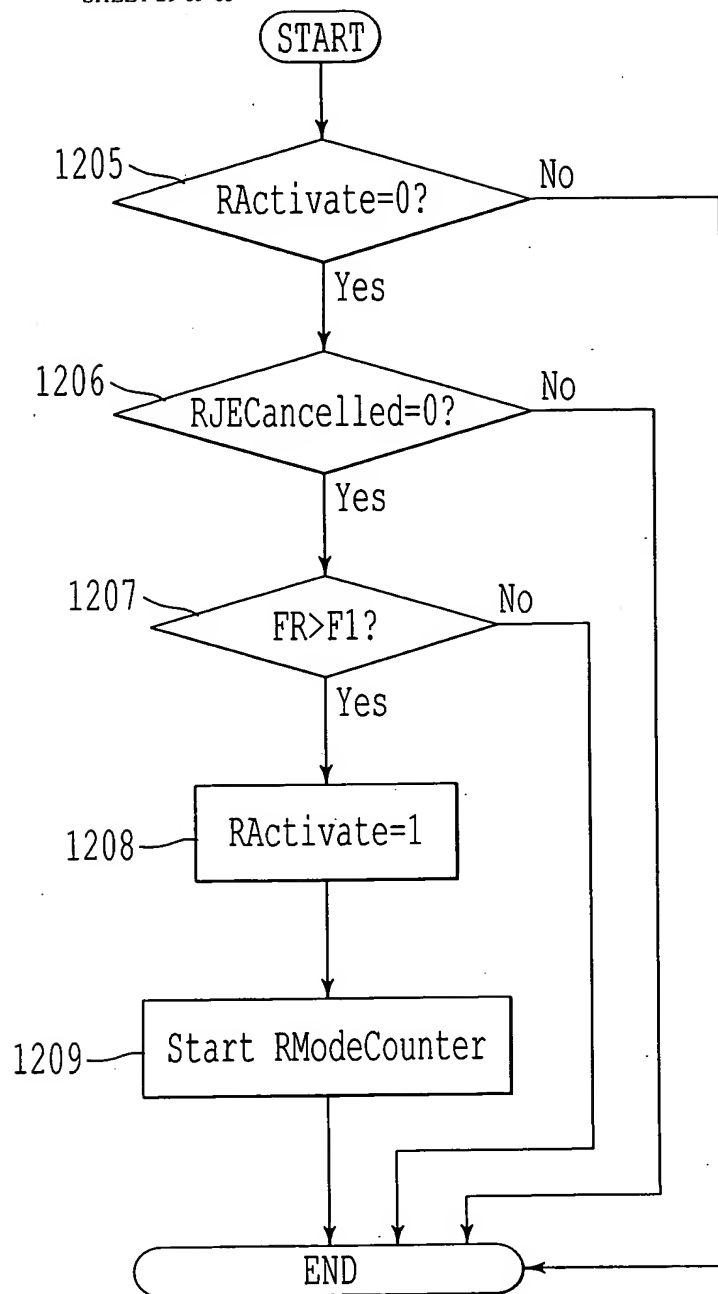 START
1205
RActivate=0?
No
Yes
1206
RJECancelled=0?
No
Yes
1207
FR>F1?
No
Yes
1208
RActivate=1
1209
Start RModeCounter
END